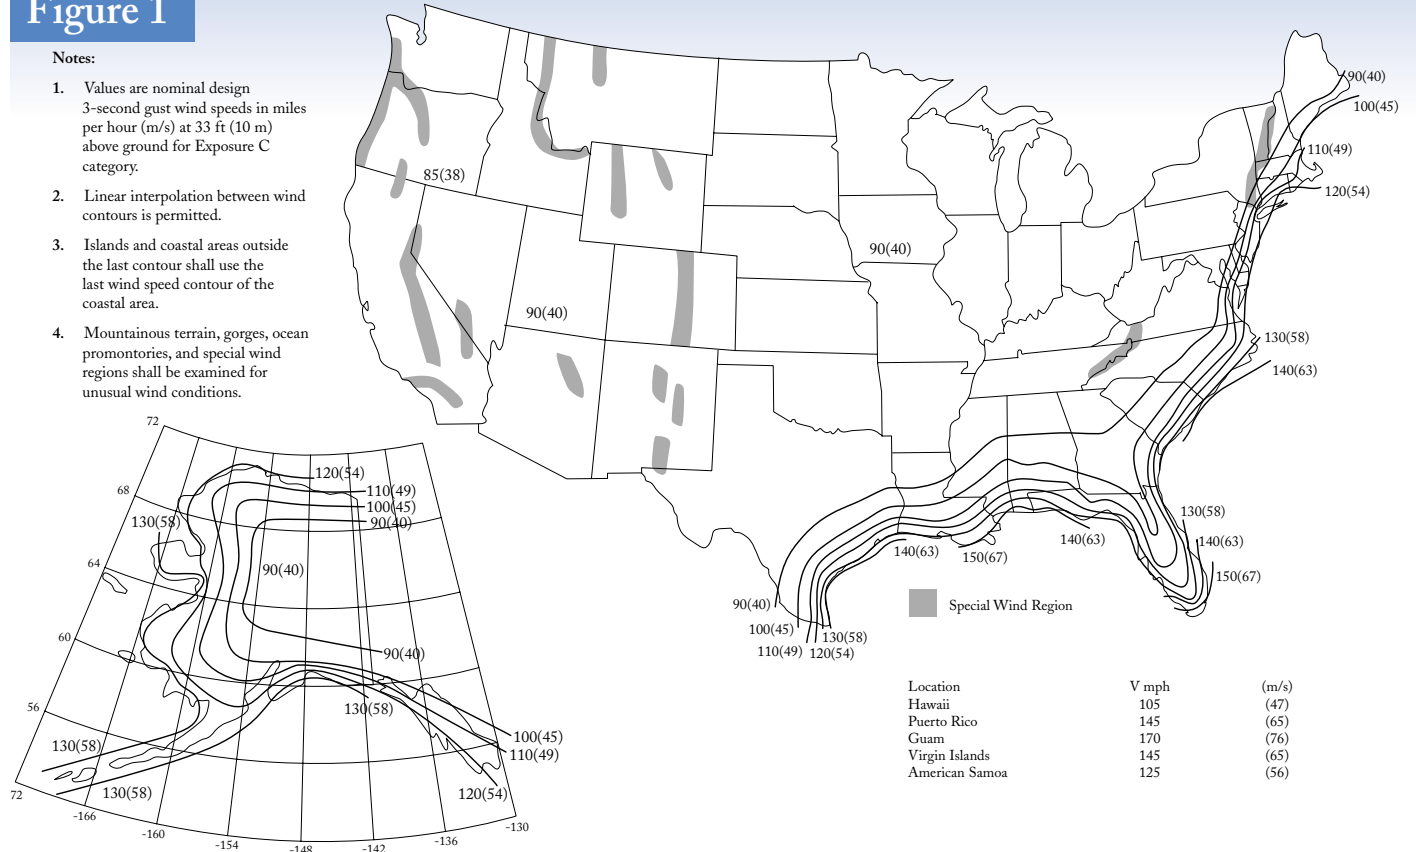 Figure 1
Notes:
1. Values are nominal design
3-second gust wind speeds in miles
per hour (m/s) at 33 ft (10 m)
above ground for Exposure C
category.
2. Linear interpolation between wind
contours is permitted.
3. Islands and coastal areas outside
the last contour shall use the
last wind speed contour of the
coastal area.
4. Mountainous terrain, gorges, ocean
promontories, and special wind
regions shall be examined for
unusual wind conditions.
85(38)
90(40)
90(40)
90(40)
100(45)
110(49)
120(54)
130(58)
140(63)
130(58)
140(63)
150(67)
140(63)
150(67)
140(63)
90(40)
100(45)
110(49)
120(54)
130(58)
Special Wind Region
72
68
64
60
56
72
120(54)
110(49)
100(45)
90(40)
130(58)
90(40)
90(40)
130(58)
100(45)
110(49)
120(54)
130(58)
130(58)
-166
-160
-154
-148
-142
-136
-130
Location V mph (m/s)
Hawaii 105 (47)
Puerto Rico 145 (65)
Guam 170 (76)
Virgin Islands 145 (65)
American Samoa 125 (56)